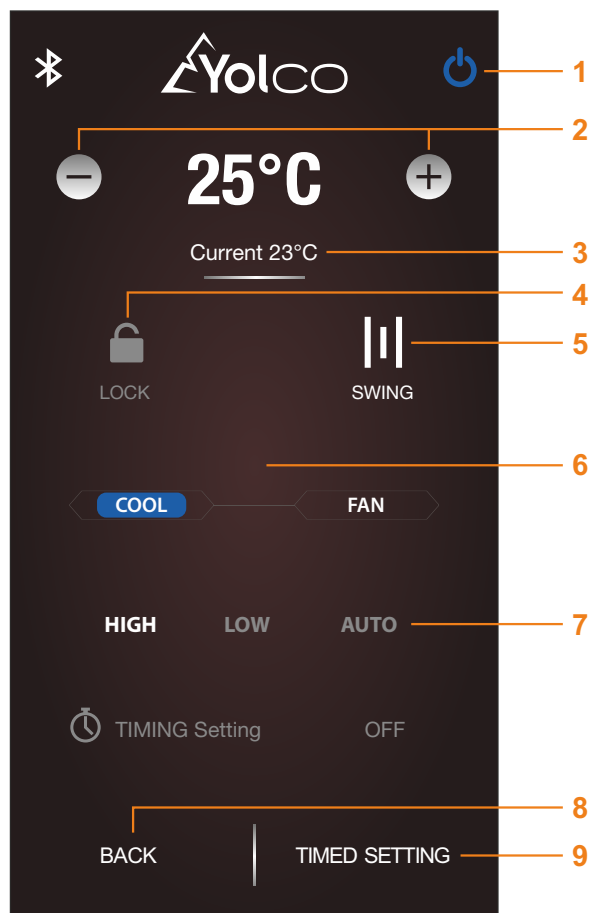 Yolco
1
2
25°C
Current 23°C
3
4
5
LOCK
SWING
6
COOL
FAN
HIGH LOW AUTO
7
TIMING Setting OFF
8
BACK
TIMED SETTING
9